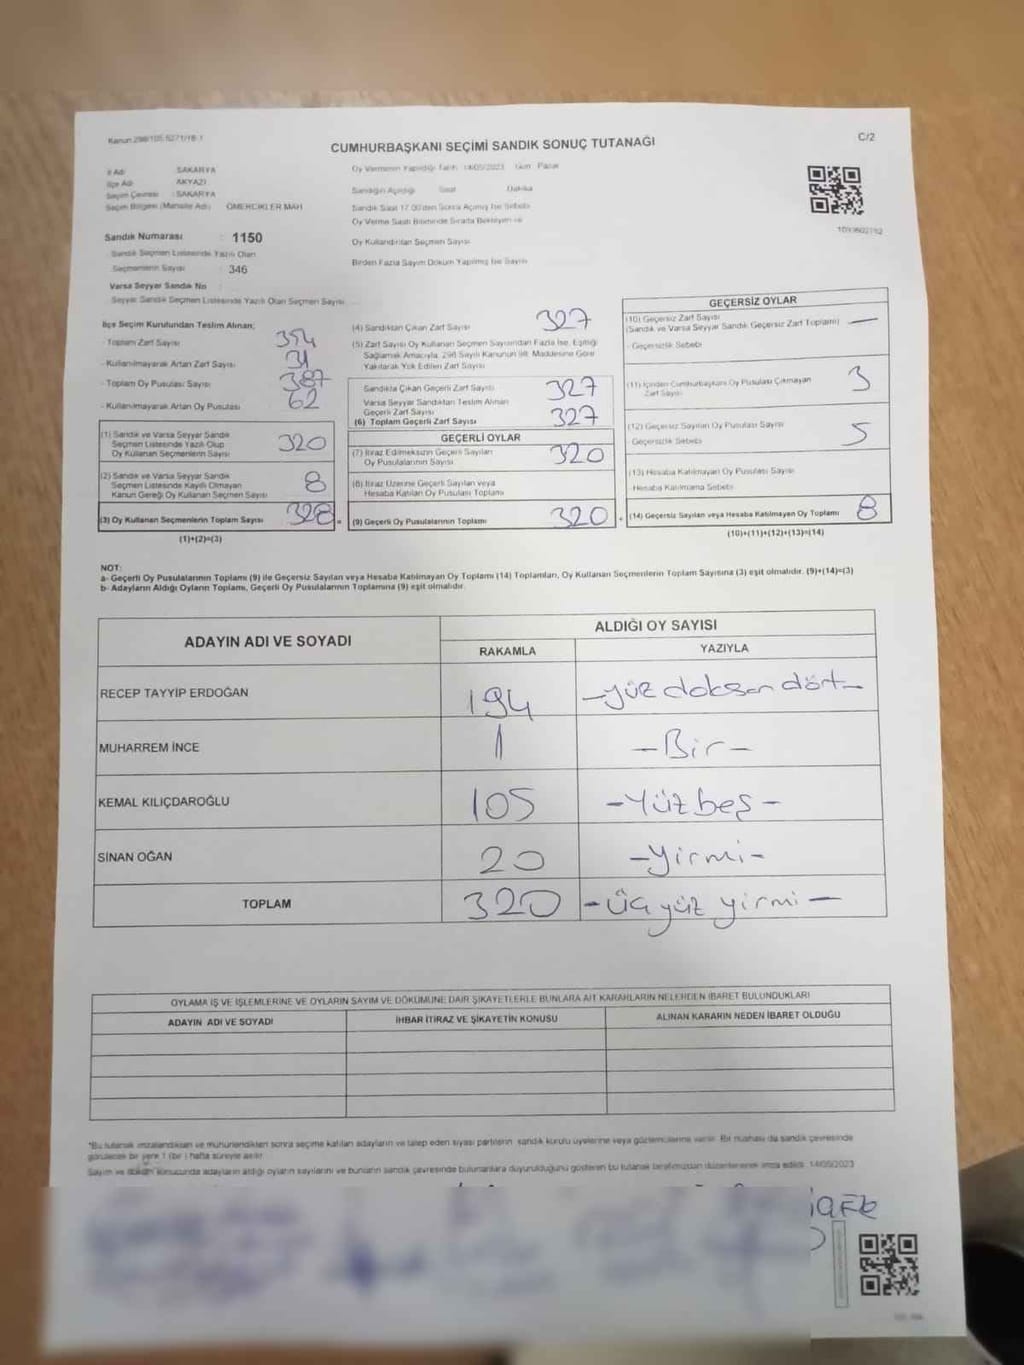 Kanun 298/105 6271/18-1
C/2
CUMHURBAŞKANI SEÇİMİ SANDIK SONUÇ TUTANAĞI
İl Adı SAKARYA
İlçe Adı AKYAZI
Seçim Çevresi SAKARYA
Seçim Bölgesi (Mahalle Adı) ÖMERCİKLER MAH
Sandık Numarası 1150
Sandık Seçmen Listesinde Yazılı Olan
Seçmenlerin Sayısı 346
Varsa Seyyar Sandık No
Seyyar Sandık Seçmen Listesinde Yazılı Olan Seçmen Sayısı
Oy Vermenin Yapıldığı Tarih 14/05/2023 Gün Pazar
Sandığın Açıldığı Saat Dakika
Sandık Saat 17.00'den Sonra Açılmış İse Sebebi
Oy Verme Saati Bitiminde Sırada Bekleyen ve
Oy Kullandırılan Seçmen Sayısı
Birden Fazla Sayım Döküm Yapılmış İse Sayısı
İlçe Seçim Kurulundan Teslim Alınan;
- Toplam Zarf Sayısı 354
- Kullanılmayarak Artan Zarf Sayısı 31
- Toplam Oy Pusulası Sayısı 387
- Kullanılmayarak Artan Oy Pusulası 62
(1) Sandık ve Varsa Seyyar Sandık
Seçmen Listesinde Yazılı Olup
Oy Kullanan Seçmenlerin Sayısı 320
(2) Sandık ve Varsa Seyyar Sandık
Seçmen Listesinde Kayıtlı Olmayan
Kanun Gereği Oy Kullanan Seçmen Sayısı 8
(3) Oy Kullanan Seçmenlerin Toplam Sayısı 328 =
(1)+(2)=(3)
(4) Sandıktan Çıkan Zarf Sayısı 327
(5) Zarf Sayısı Oy Kullanan Seçmen Sayısından Fazla İse, Eşitliği
Sağlamak Amacıyla, 298 Sayılı Kanunun 98. Maddesine Göre
Yakılarak Yok Edilen Zarf Sayısı
Sandıkta Çıkan Geçerli Zarf Sayısı 327
Varsa Seyyar Sandıktan Teslim Alınan
Geçerli Zarf Sayısı
(6) Toplam Geçerli Zarf Sayısı 327
GEÇERLİ OYLAR
(7) İtiraz Edilmeksizin Geçerli Sayılan
Oy Pusulalarının Sayısı 320
(8) İtiraz Üzerine Geçerli Sayılan veya
Hesaba Katılan Oy Pusulası Toplamı
(9) Geçerli Oy Pusulalarının Toplamı 320 +
GEÇERSİZ OYLAR
(10) Geçersiz Zarf Sayısı
(Sandık ve Varsa Seyyar Sandık Geçersiz Zarf Toplamı) —
- Geçersizlik Sebebi
(11) İçinden Cumhurbaşkanı Oy Pusulası Çıkmayan
Zarf Sayısı 3
(12) Geçersiz Sayılan Oy Pusulası Sayısı
Geçersizlik Sebebi 5
(13) Hesaba Katılmayan Oy Pusulası Sayısı
- Hesaba Katılmama Sebebi
(14) Geçersiz Sayılan veya Hesaba Katılmayan Oy Toplamı 8
(10)+(11)+(12)+(13)=(14)
NOT:
a- Geçerli Oy Pusulalarının Toplamı (9) ile Geçersiz Sayılan veya Hesaba Katılmayan Oy Toplamı (14) Toplamları, Oy Kullanan Seçmenlerin Toplam Sayısına (3) eşit olmalıdır. (9)+(14)=(3)
b- Adayların Aldığı Oyların Toplamı, Geçerli Oy Pusulalarının Toplamına (9) eşit olmalıdır.
ADAYIN ADI VE SOYADI
ALDIĞI OY SAYISI
RAKAMLA YAZIYLA
RECEP TAYYİP ERDOĞAN 194 -yüz doksan dört-
MUHARREM İNCE 1 -Bir-
KEMAL KILIÇDAROĞLU 105 -Yüz beş-
SİNAN OĞAN 20 -Yirmi-
TOPLAM 320 -üç yüz yirmi-
OYLAMA İŞ VE İŞLEMLERİNE VE OYLARIN SAYIM VE DÖKÜMÜNE DAİR ŞİKAYETLERLE BUNLARA AİT KARARLARIN NELERDEN İBARET BULUNDUKLARI
ADAYIN ADI VE SOYADI İHBAR İTİRAZ VE ŞİKAYETİN KONUSU ALINAN KARARIN NEDEN İBARET OLDUĞU
*Bu tutanak imzalandıktan ve mühürlendikten sonra seçime katılan adayların ve talep eden siyasi partilerin sandık kurulu üyelerine veya gözlemcilerine verilir. Bir nüshası da sandık çevresinde
görülecek bir yere 1 (bir) hafta süreyle asılır.
Sayım ve döküm sonucunda adayların aldığı oyların sayılarını ve bunların sandık çevresinde bulunanlara duyurulduğunu gösteren bu tutanak tarafımızdan düzenlenerek imza edildi. 14/05/2023